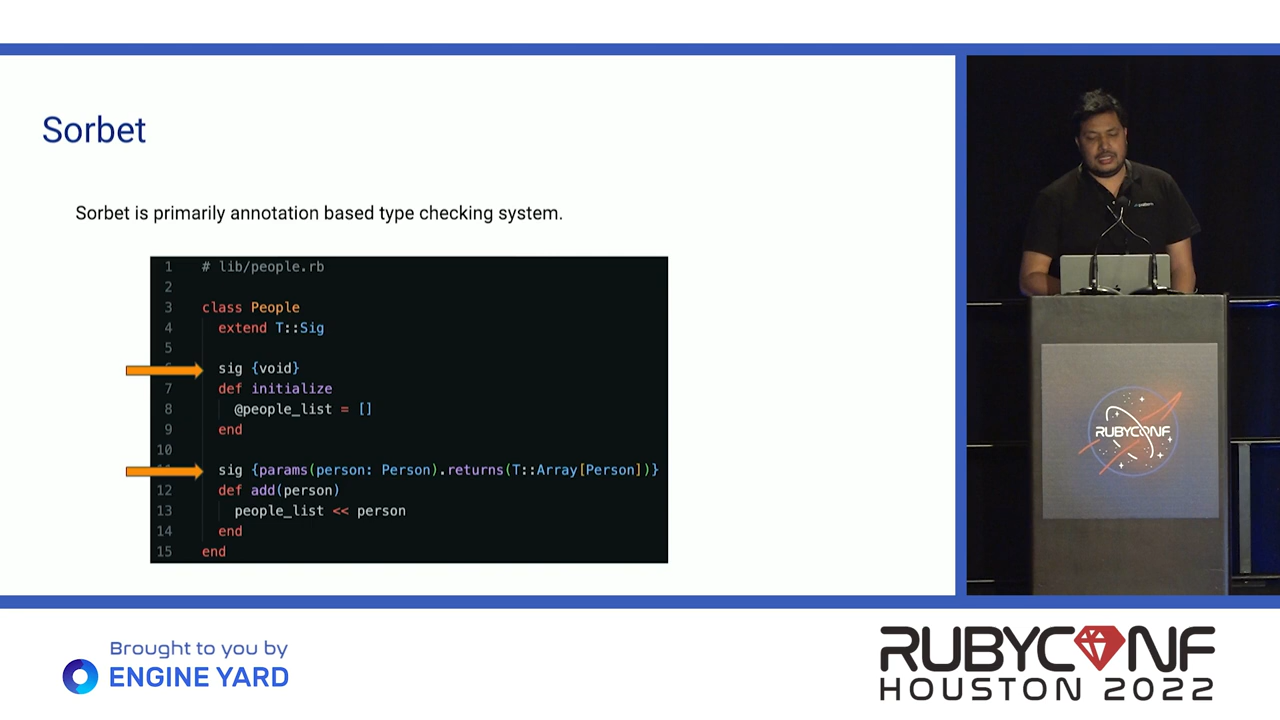 Sorbet
Sorbet is primarily annotation based type checking system.
1 # lib/people.rb
2
3 class People
4 extend T::Sig
5
sig {void}
7 def initialize
8 @people_list = []
9 end
10
sig {params(person: Person).returns(T::Array[Person])}
12 def add(person)
13 people_list << person
14 end
15 end
RUBYCONF
Brought to you by
ENGINE YARD
RUBYCONF
HOUSTON 2022